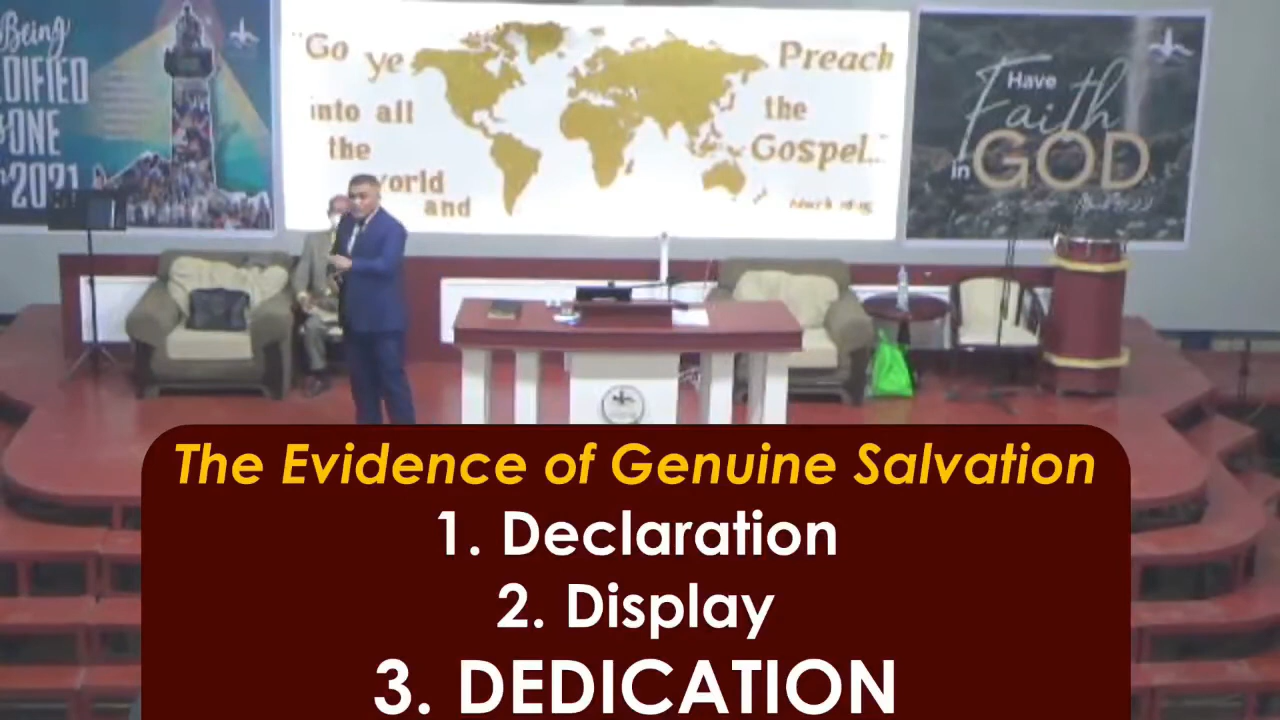 Being
EDIFIED
ONE
2021
"Go ye
into all
the
world
and
Preach
the
Gospel..."
Have
Faith
in GOD
The Evidence of Genuine Salvation
1. Declaration
2. Display
3. DEDICATION